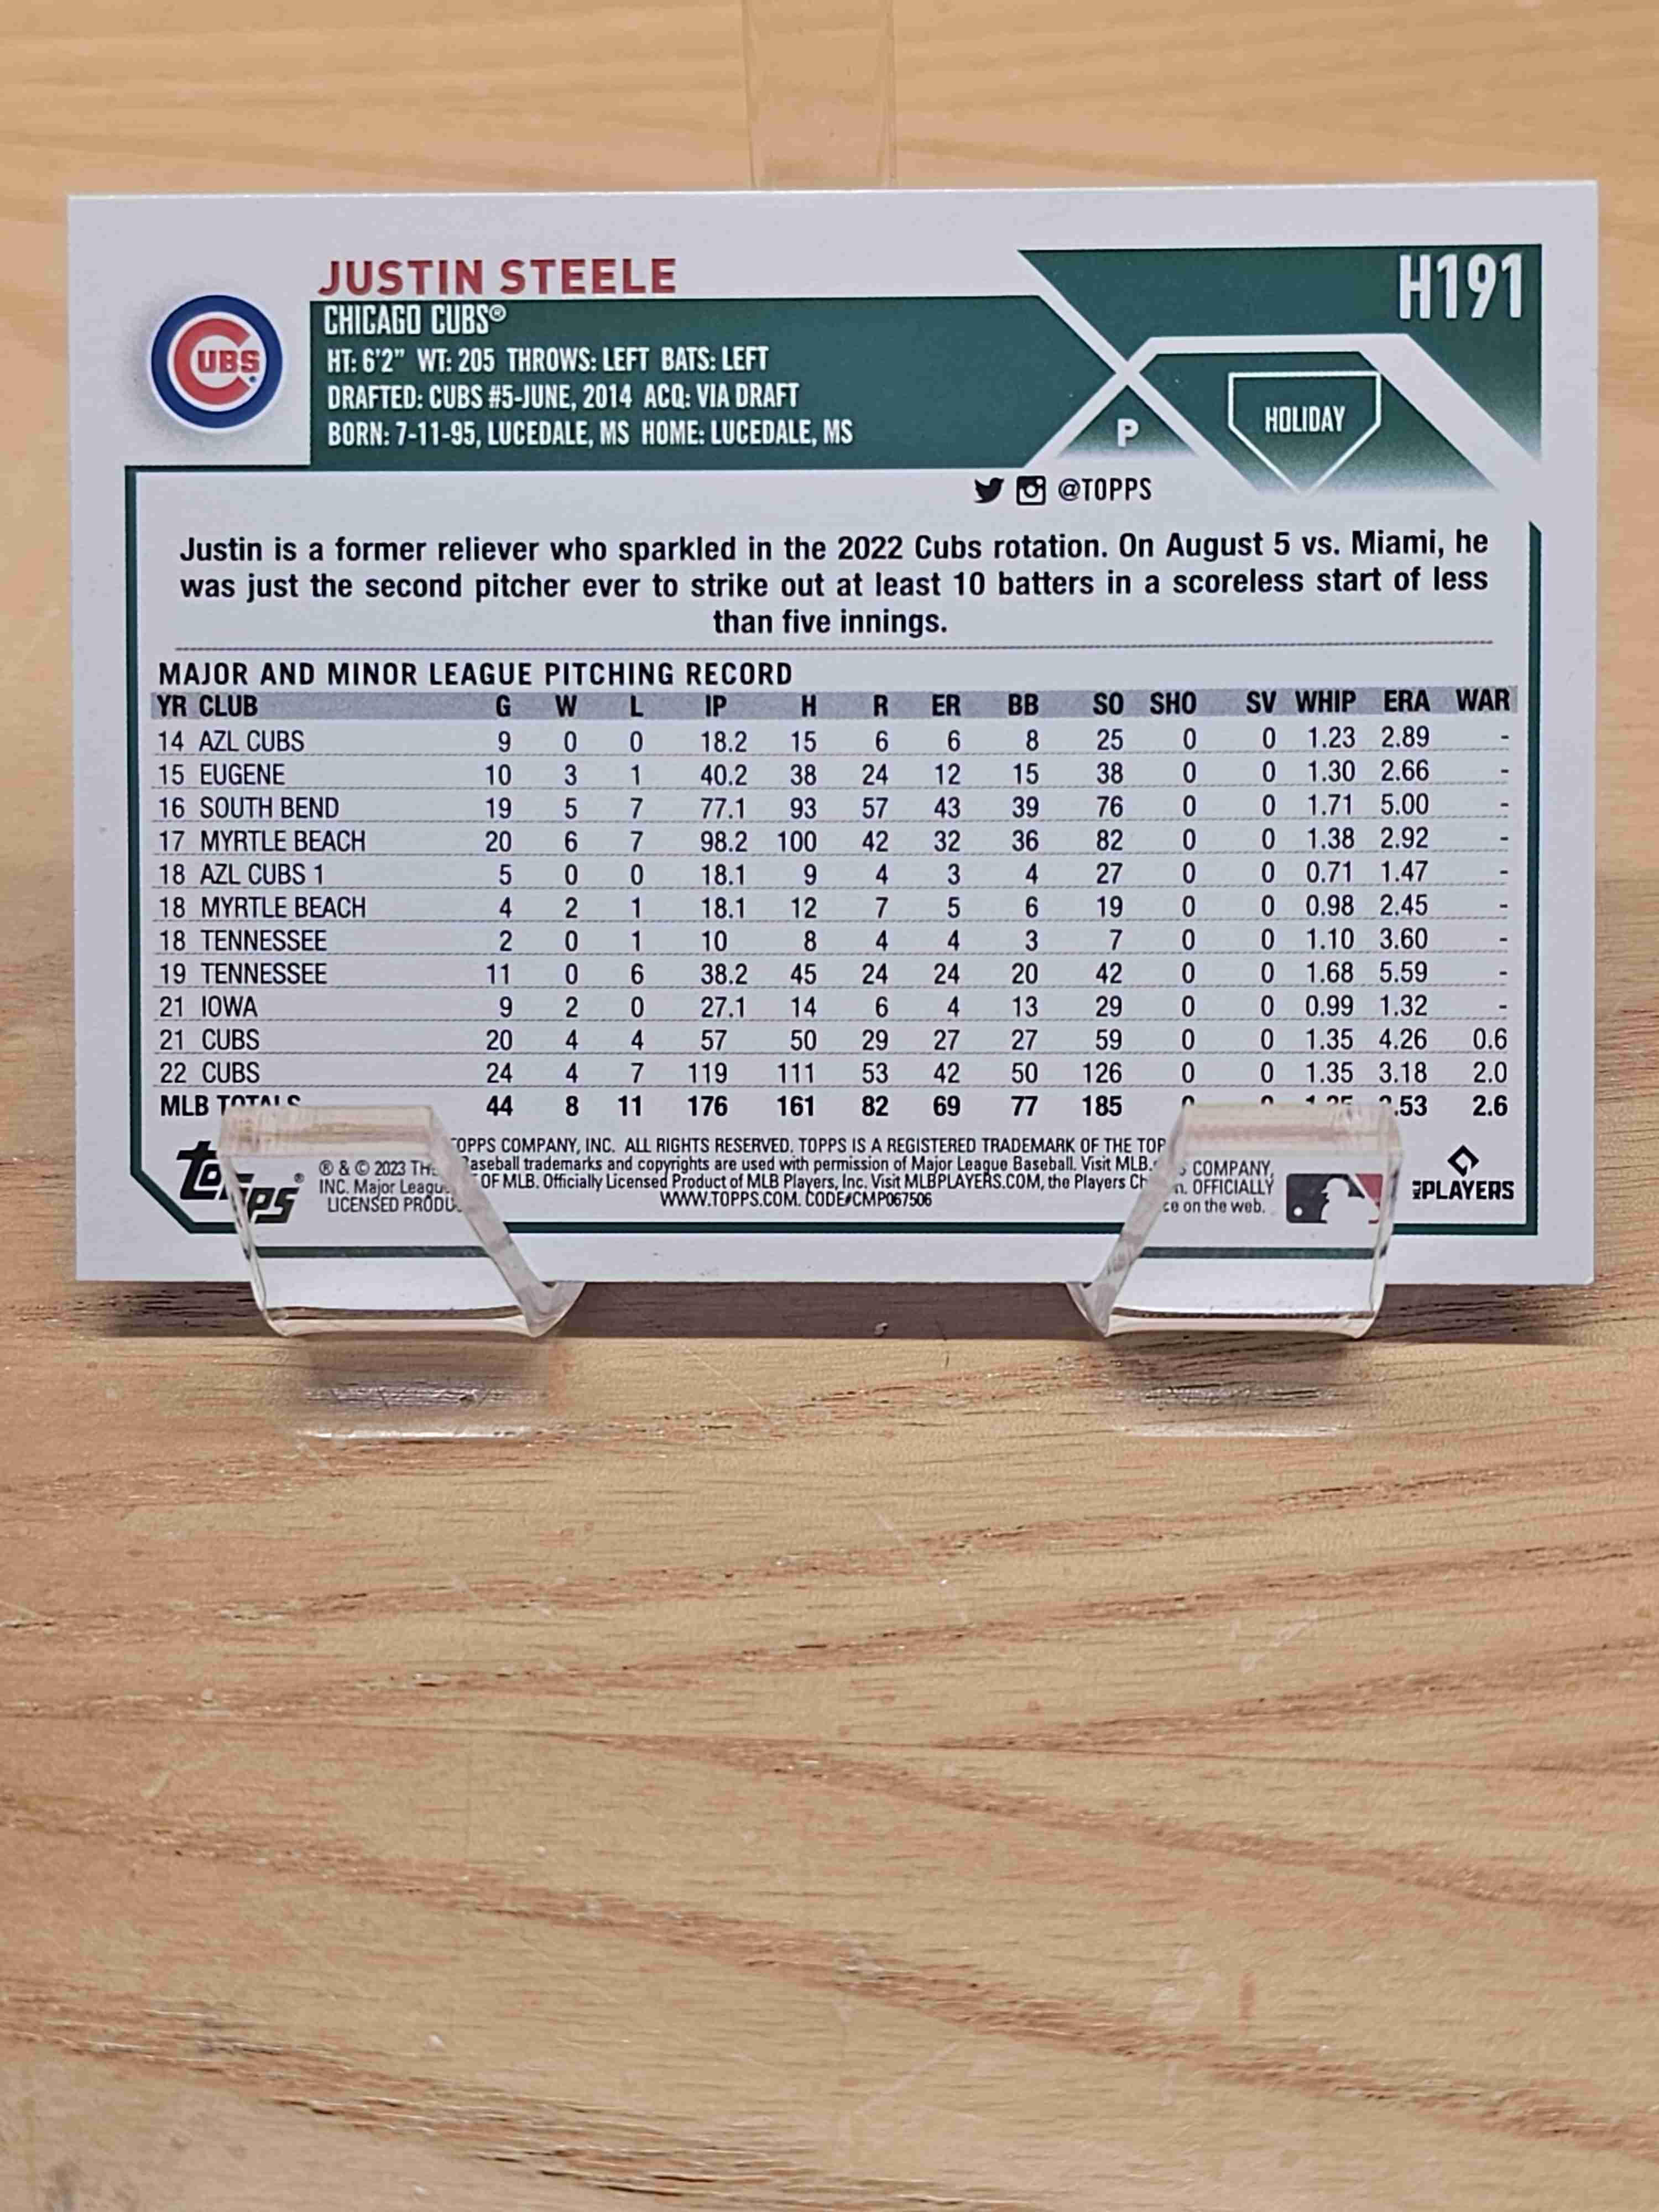 JUSTIN STEELE
H191
UBS
CHICAGO CUBS®
HT: 6'2" WT: 205 THROWS: LEFT BATS: LEFT
DRAFTED: CUBS #5-JUNE, 2014 ACQ: VIA DRAFT
BORN: 7-11-95, LUCEDALE, MS HOME: LUCEDALE, MS
P
HOLIDAY
@TOPPS
Justin is a former reliever who sparkled in the 2022 Cubs rotation. On August 5 vs. Miami, he
was just the second pitcher ever to strike out at least 10 batters in a scoreless start of less
than five innings.
MAJOR AND MINOR LEAGUE PITCHING RECORD
YR CLUB G W L IP H R ER BB SO SHO SV WHIP ERA WAR
14 AZL CUBS 9 0 0 18.2 15 6 6 8 25 0 0 1.23 2.89 -
15 EUGENE 10 3 1 40.2 38 24 12 15 38 0 0 1.30 2.66 -
16 SOUTH BEND 19 5 7 77.1 93 57 43 39 76 0 0 1.71 5.00 -
17 MYRTLE BEACH 20 6 7 98.2 100 42 32 36 82 0 0 1.38 2.92 -
18 AZL CUBS 1 5 0 0 18.1 9 4 3 4 27 0 0 0.71 1.47 -
18 MYRTLE BEACH 4 2 1 18.1 12 7 5 6 19 0 0 0.98 2.45 -
18 TENNESSEE 2 0 1 10 8 4 4 3 7 0 0 1.10 3.60 -
19 TENNESSEE 11 0 6 38.2 45 24 24 20 42 0 0 1.68 5.59 -
21 IOWA 9 2 0 27.1 14 6 4 13 29 0 0 0.99 1.32 -
21 CUBS 20 4 4 57 50 29 27 27 59 0 0 1.35 4.26 0.6
22 CUBS 24 4 7 119 111 53 42 50 126 0 0 1.35 3.18 2.0
MLB TOTALS 44 8 11 176 161 82 69 77 185 .53 2.6
Topps®
® & © 2023 TOPPS COMPANY, INC. ALL RIGHTS RESERVED. TOPPS IS A REGISTERED TRADEMARK OF THE COMPANY,
INC. Major League Baseball trademarks and copyrights are used with permission of Major League Baseball. Visit OFFICIALLY
LICENSED OF MLB. Officially Licensed Product of MLB Players, Inc. Visit MLBPLAYERS.COM, the Players on the web.
WWW.TOPPS.COM. CODE#CMP067506
MLB PLAYERS